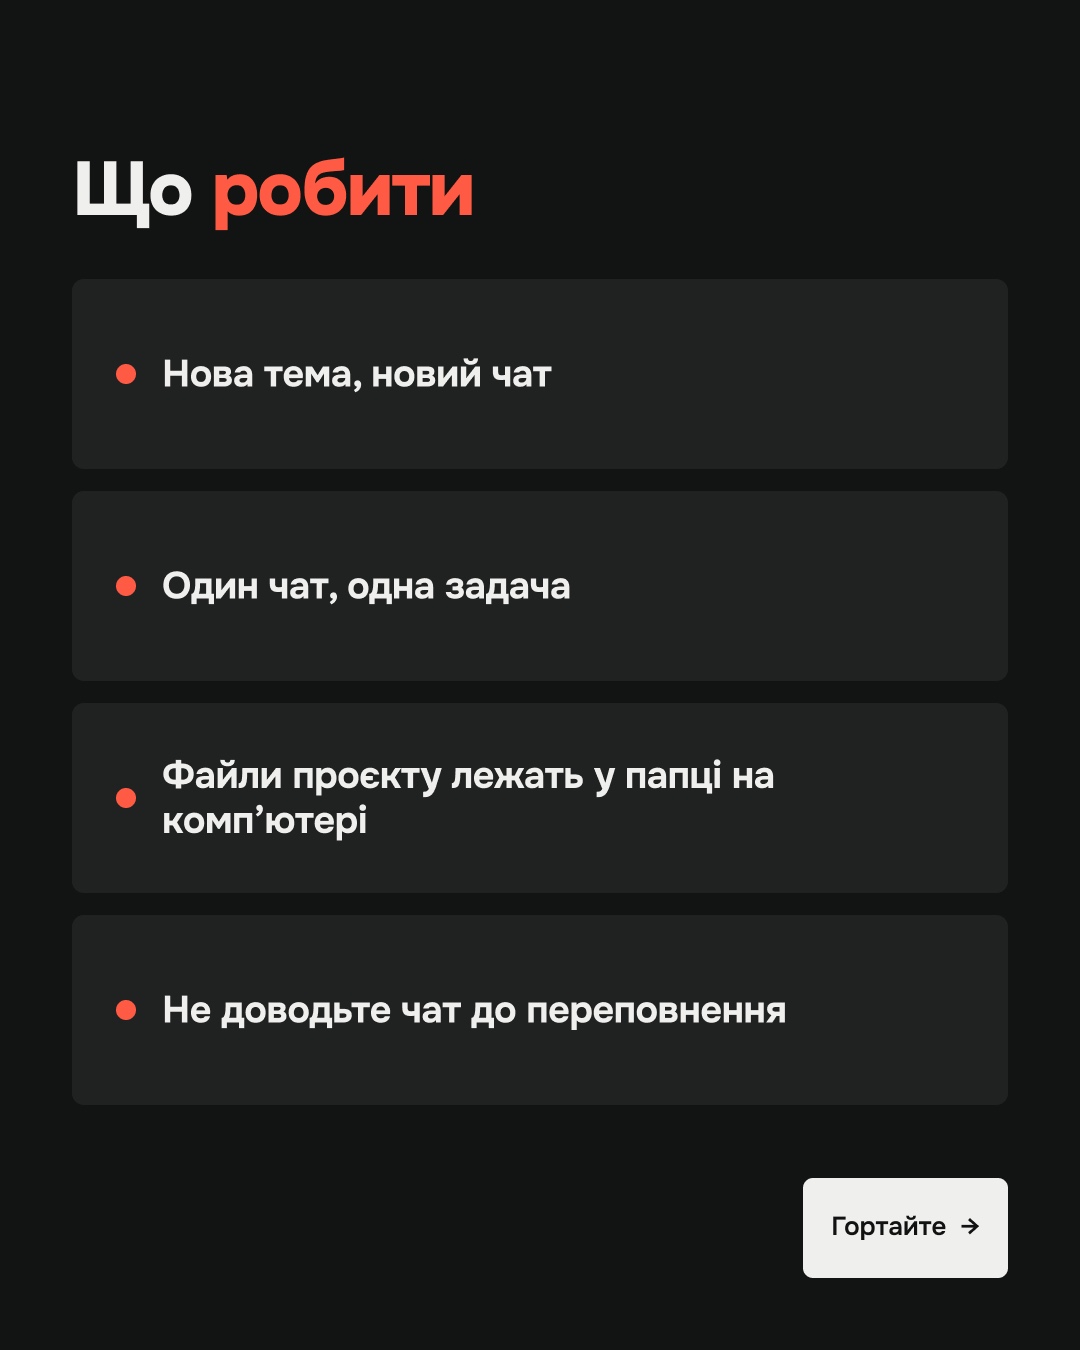 Що робити
Нова тема, новий чат
Один чат, одна задача
Файли проєкту лежать у папці на
комп’ютері
Не доводьте чат до переповнення
Гортайте →